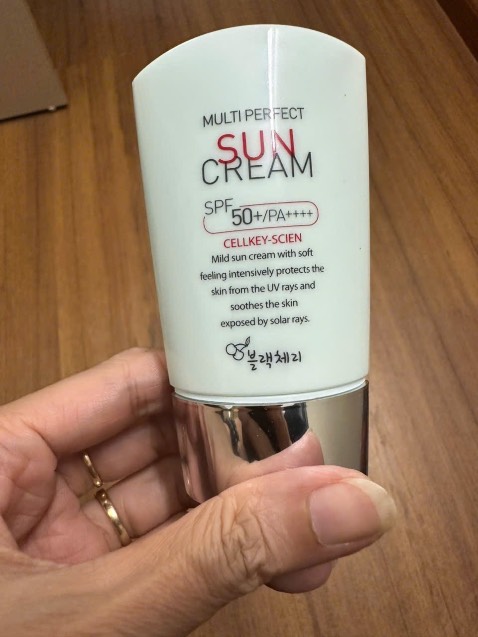 MULTI PERFECT
SUN
CREAM
SPF 50+/PA++++
CELLKEY-SCIEN
Mild sun cream with soft
feeling intensively protects the
skin from the UV rays and
soothes the skin
exposed by solar rays.
블랙체리